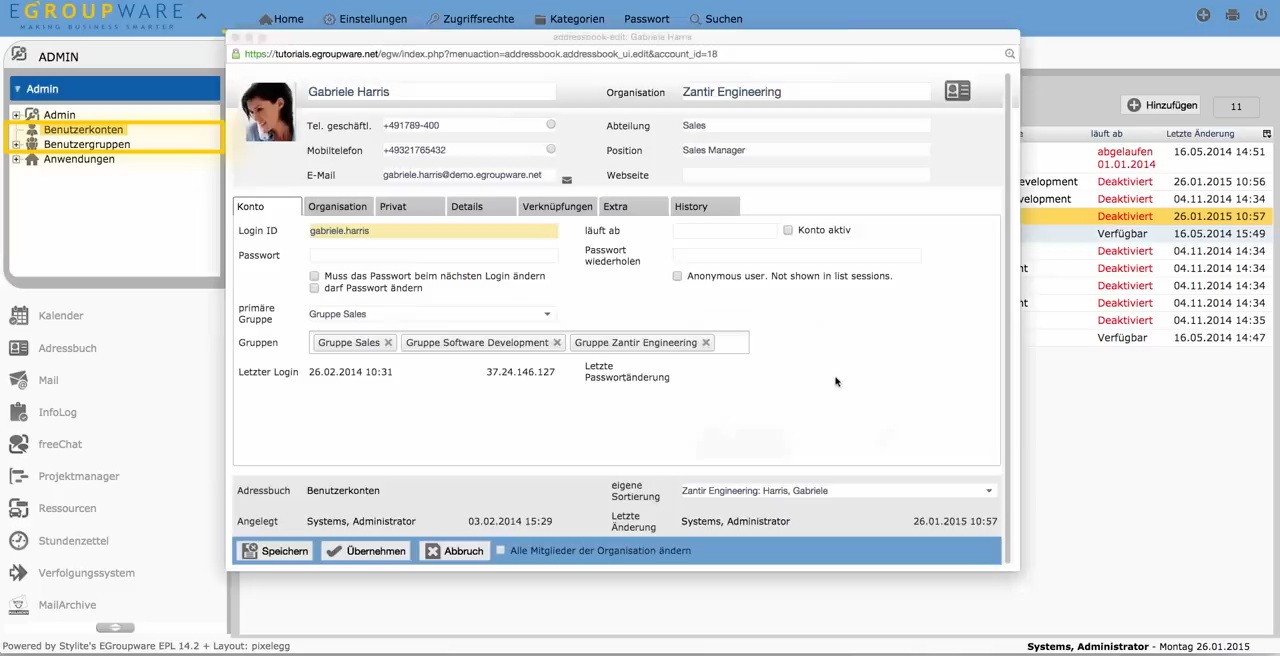 EGROUPWARE
MAKING BUSINESS SMARTER
Home
Einstellungen
Zugriffsrechte
Kategorien
Passwort
Suchen
ADMIN
Admin
Admin
Benutzerkonten
Benutzergruppen
Anwendungen
Kalender
Adressbuch
Mail
InfoLog
freeChat
Projektmanager
Ressourcen
Stundenzettel
Verfolgungssystem
MailArchive
addressbook-edit: Gabriele Harris
https://tutorials.egroupware.net/egw/index.php?menuaction=addressbook.addressbook_ui.edit&account_id=18
Gabriele Harris
Organisation Zantir Engineering
Tel. geschäftl. +491789-400
Abteilung Sales
Mobiltelefon +49321765432
Position Sales Manager
E-Mail gabriele.harris@demo.egroupware.net
Webseite
Konto Organisation Privat Details Verknüpfungen Extra History
Login ID gabriele.harris
läuft ab Konto aktiv
Passwort
Passwort
wiederholen
Muss das Passwort beim nächsten Login ändern
Anonymous user. Not shown in list sessions.
darf Passwort ändern
primäre
Gruppe
Gruppe Sales
Gruppen Gruppe Sales Gruppe Software Development Gruppe Zantir Engineering
Letzter Login 26.02.2014 10:31 37.24.146.127
Letzte
Passwortänderung
Adressbuch Benutzerkonten
eigene
Sortierung
Zantir Engineering: Harris, Gabriele
Angelegt Systems, Administrator 03.02.2014 15:29
Letzte
Änderung
Systems, Administrator 26.01.2015 10:57
Speichern Übernehmen Abbruch Alle Mitglieder der Organisation ändern
Hinzufügen 11
läuft ab Letzte Änderung
abgelaufen 16.05.2014 14:51
01.01.2014
evelopment Deaktiviert 26.01.2015 10:56
velopment Deaktiviert 04.11.2014 14:34
Deaktiviert 26.01.2015 10:57
Verfügbar 16.05.2014 15:49
Deaktiviert 04.11.2014 14:34
nt Deaktiviert 04.11.2014 14:34
Deaktiviert 04.11.2014 14:34
nt Deaktiviert 04.11.2014 14:34
Deaktiviert 04.11.2014 14:35
Verfügbar 16.05.2014 14:47
Powered by Stylite's EGroupware EPL 14.2 + Layout: pixelegg
Systems, Administrator - Montag 26.01.2015